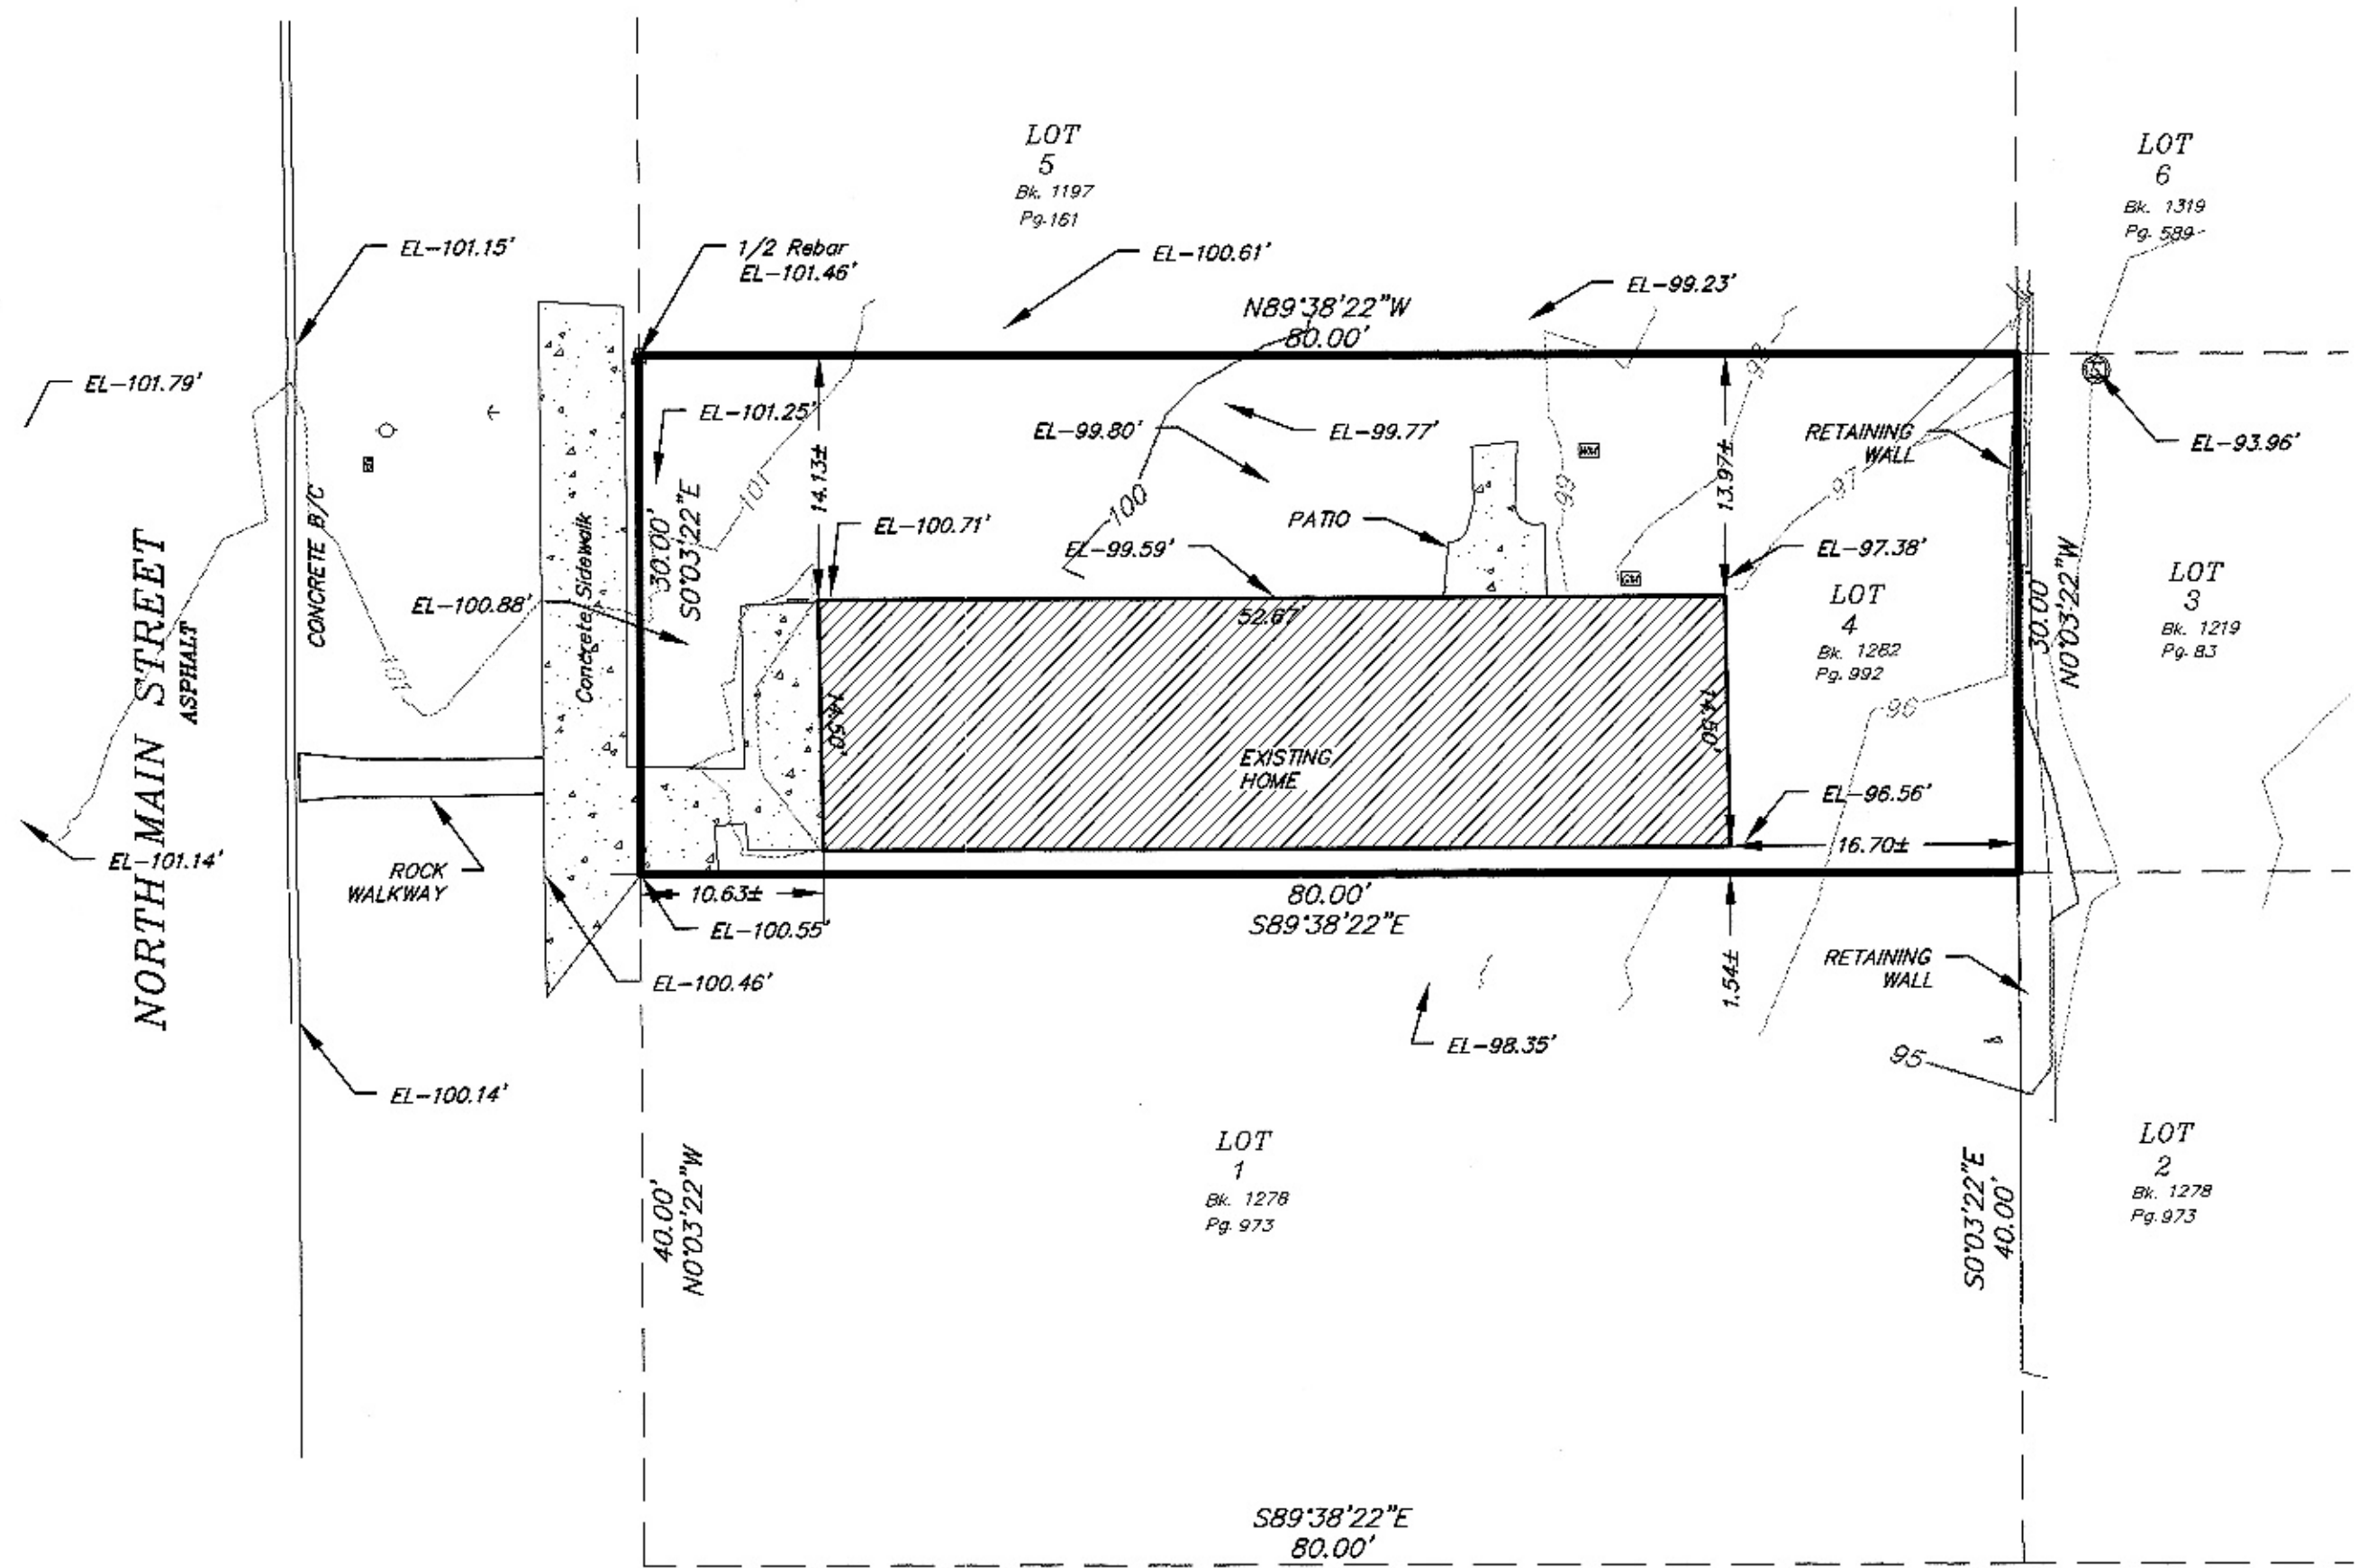 LOT
5
Bk. 1197
Pg. 161
LOT
6
Bk. 1319
Pg. 589
EL-101.15'
1/2 Rebar
EL-101.46'
EL-100.61'
EL-99.23'
N89°38'22"W
80.00'
EL-101.79'
EL-101.25'
EL-99.80'
EL-99.77'
RETAINING
WALL
EL-93.96'
101
14.13±
100
99
98
13.97±
97
EL-100.71'
PATIO
EL-99.59'
EL-97.38'
CONCRETE B/C
Concrete Sidewalk
30.00'
S0°03'22"E
EL-100.88'
NORTH MAIN STREET
ASPHALT
101
52.67'
LOT
4
Bk. 1282
Pg. 992
30.00
N0°03'22"W
LOT
3
Bk. 1219
Pg. 83
14.50'
14.50'
96
EXISTING
HOME
EL-96.56'
16.70±
EL-101.14'
ROCK
WALKWAY
10.63±
80.00'
S89°38'22"E
EL-100.55'
EL-100.46'
1.54±
RETAINING
WALL
EL-98.35'
95
EL-100.14'
LOT
1
Bk. 1278
Pg. 973
LOT
2
Bk. 1278
Pg. 973
40.00'
N0°03'22"W
S0°03'22"E
40.00'
S89°38'22"E
80.00'